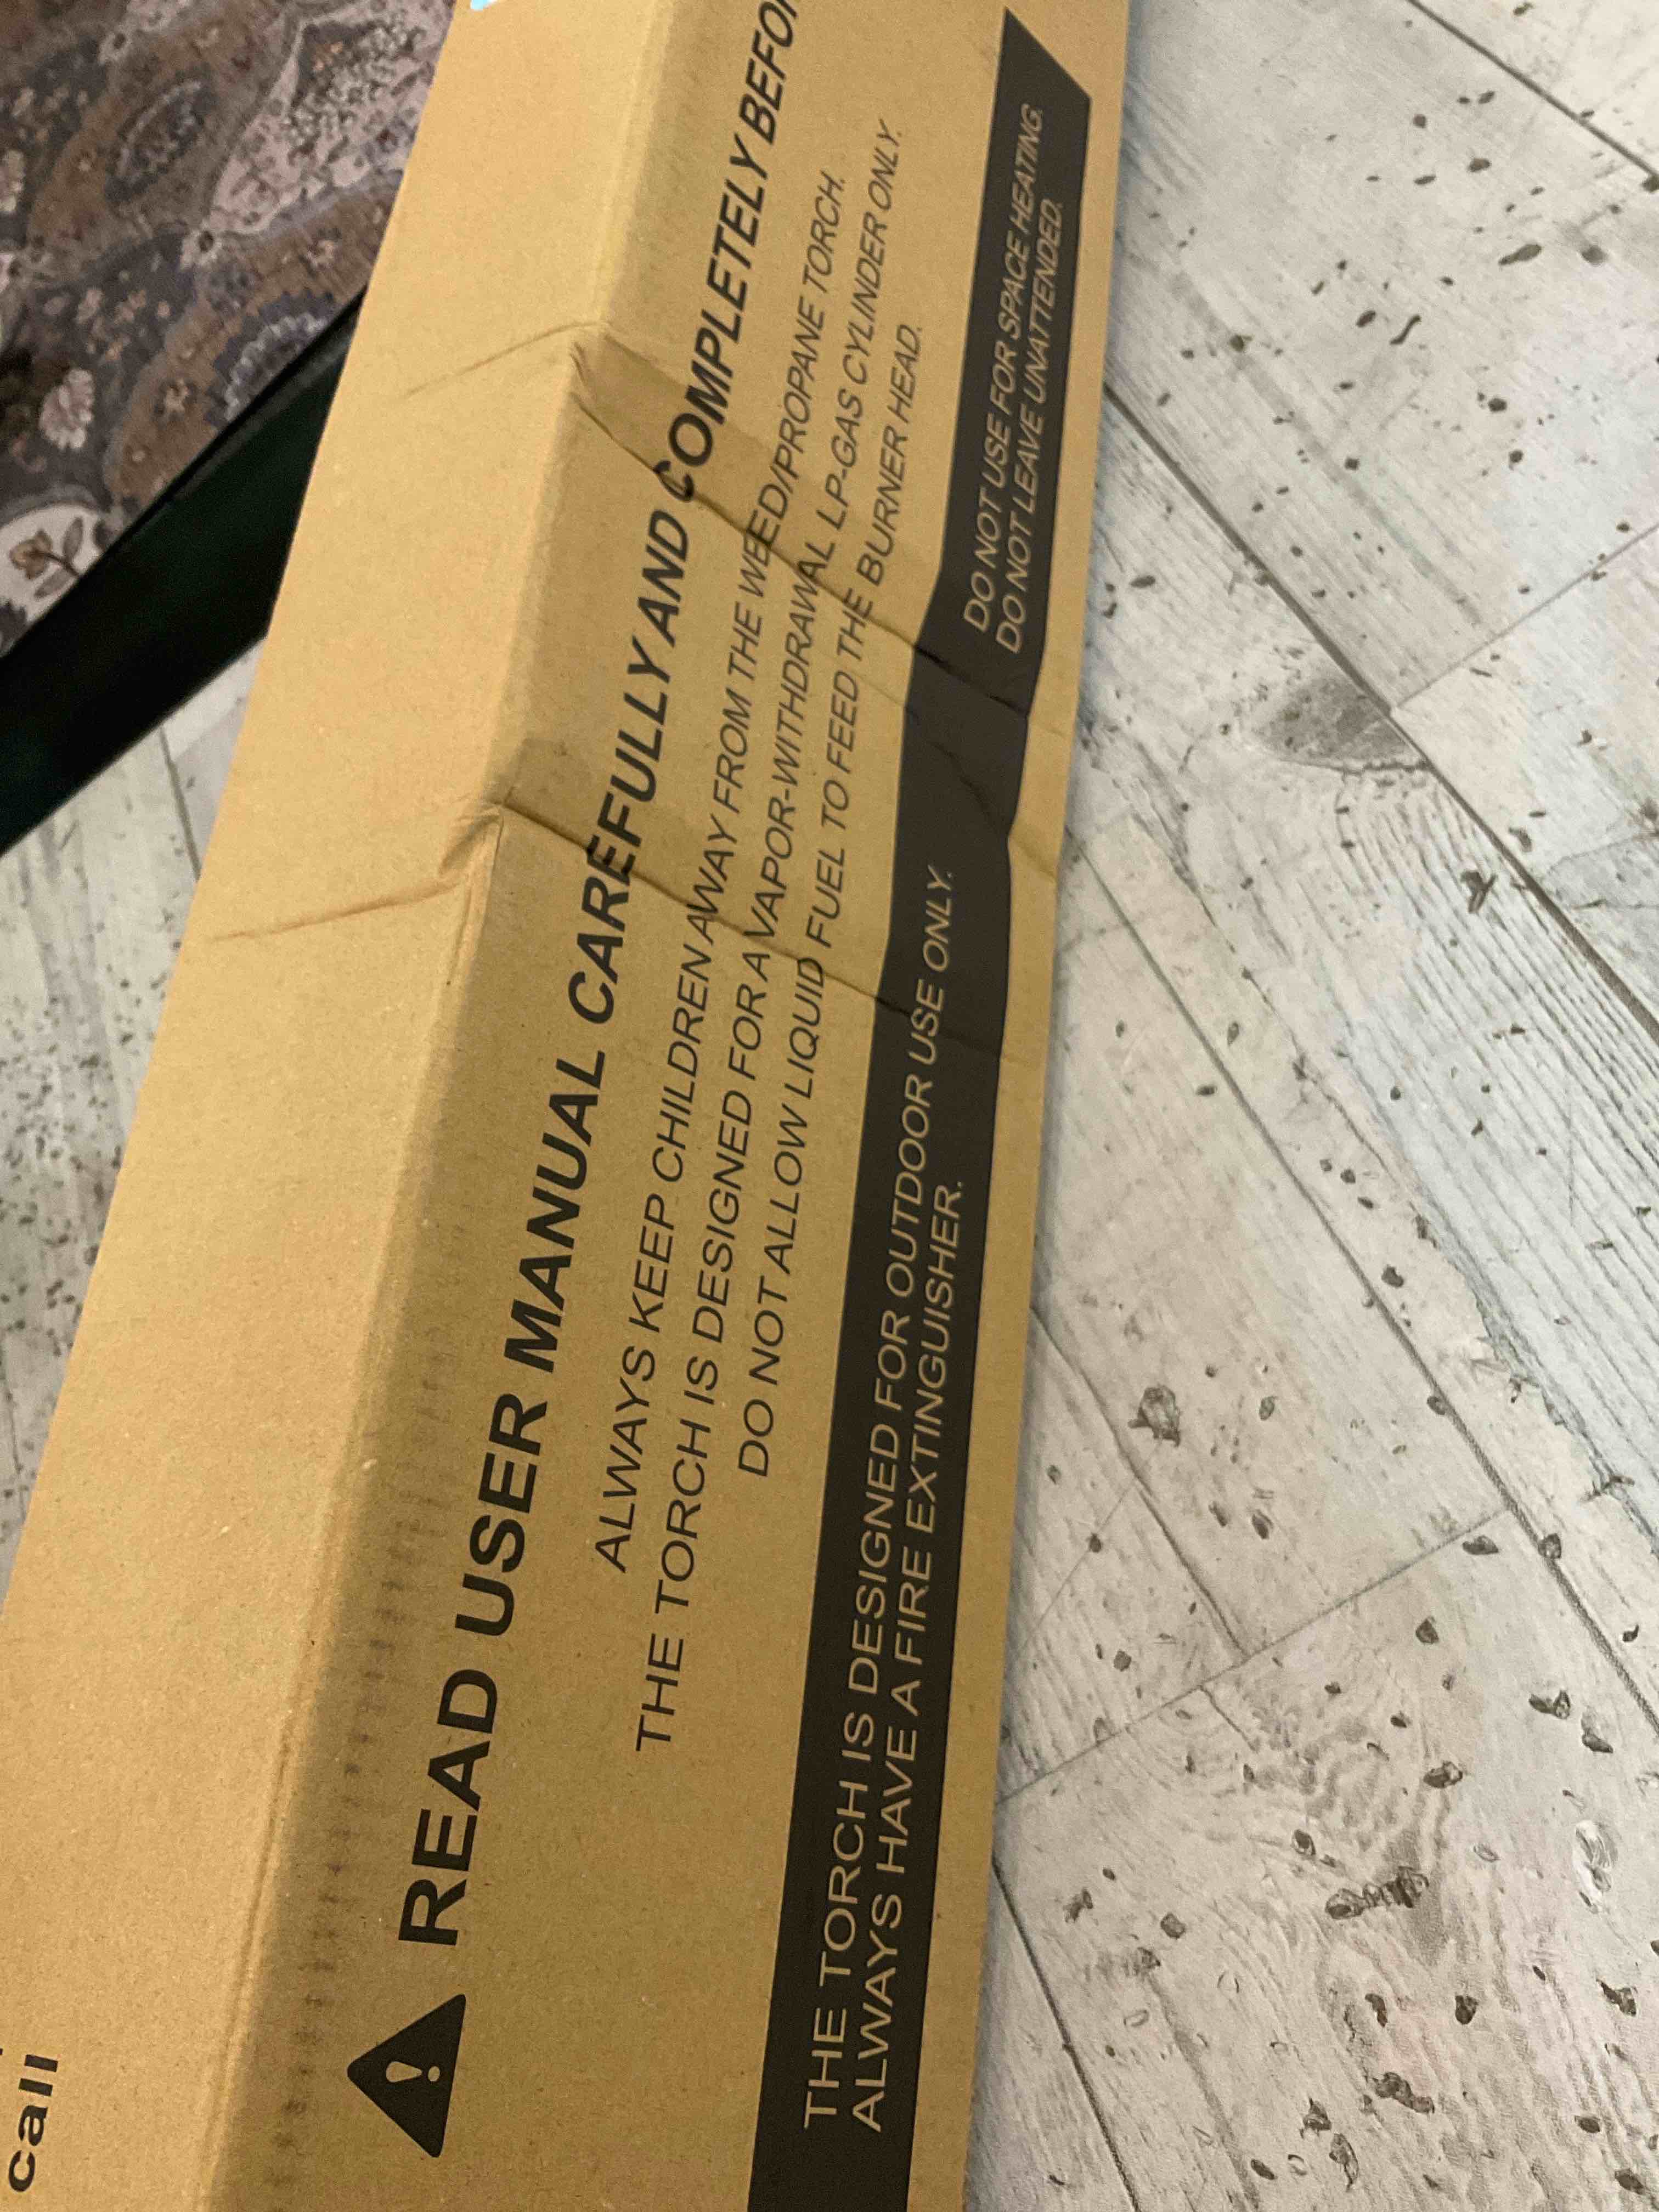 READ USER MANUAL CAREFULLY AND COMPLETELY
ALWAYS KEEP CHILDREN AWAY FROM THE WEED/PROPANE TORCH.
THE TORCH IS DESIGNED FOR A VAPOR-WITHDRAWAL LP-GAS CYLINDER ONLY.
DO NOT ALLOW LIQUID FUEL TO FEED THE BURNER HEAD.
THE TORCH IS DESIGNED FOR OUTDOOR USE ONLY.
ALWAYS HAVE A FIRE EXTINGUISHER.
DO NOT USE FOR SPACE HEATING.
DO NOT LEAVE UNATTENDED.
call